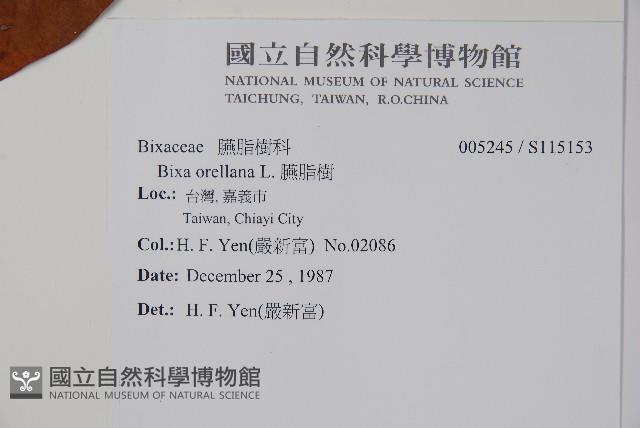 國立自然科學博物館
NATIONAL MUSEUM OF NATURAL SCIENCE
TAICHUNG, TAIWAN, R.O.CHINA
Bixaceae 臙脂樹科 005245 / S115153
Bixa orellana L. 臙脂樹
Loc.: 台灣, 嘉義市
Taiwan, Chiayi City
Col.: H. F. Yen(嚴新富) No.02086
Date: December 25 , 1987
Det.: H. F. Yen(嚴新富)
國立自然科學博物館
NATIONAL MUSEUM OF NATURAL SCIENCE